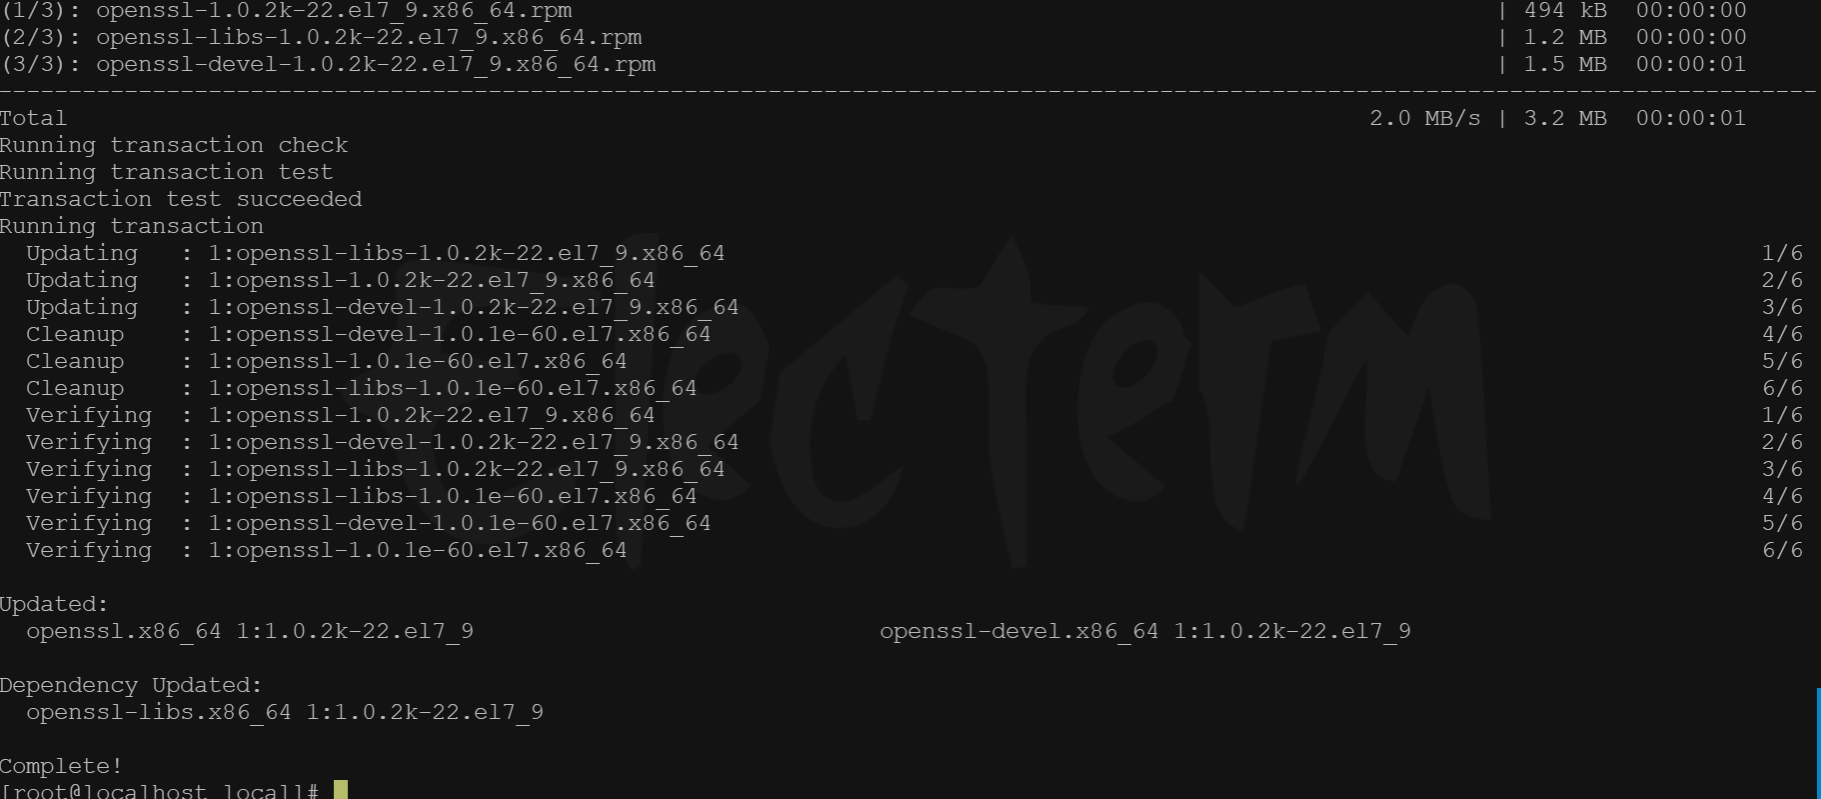 (1/3): openssl-1.0.2k-22.el7_9.x86_64.rpm | 494 kB 00:00:00
(2/3): openssl-libs-1.0.2k-22.el7_9.x86_64.rpm | 1.2 MB 00:00:00
(3/3): openssl-devel-1.0.2k-22.el7_9.x86_64.rpm | 1.5 MB 00:00:01
----------------------------------------------------------------------------------------------------------------------------------
Total 2.0 MB/s | 3.2 MB 00:00:01
Running transaction check
Running transaction test
Transaction test succeeded
Running transaction
  Updating   : 1:openssl-libs-1.0.2k-22.el7_9.x86_64 1/6
  Updating   : 1:openssl-1.0.2k-22.el7_9.x86_64 2/6
  Updating   : 1:openssl-devel-1.0.2k-22.el7_9.x86_64 3/6
  Cleanup    : 1:openssl-devel-1.0.1e-60.el7.x86_64 4/6
  Cleanup    : 1:openssl-1.0.1e-60.el7.x86_64 5/6
  Cleanup    : 1:openssl-libs-1.0.1e-60.el7.x86_64 6/6
  Verifying  : 1:openssl-1.0.2k-22.el7_9.x86_64 1/6
  Verifying  : 1:openssl-devel-1.0.2k-22.el7_9.x86_64 2/6
  Verifying  : 1:openssl-libs-1.0.2k-22.el7_9.x86_64 3/6
  Verifying  : 1:openssl-libs-1.0.1e-60.el7.x86_64 4/6
  Verifying  : 1:openssl-devel-1.0.1e-60.el7.x86_64 5/6
  Verifying  : 1:openssl-1.0.1e-60.el7.x86_64 6/6
Updated:
  openssl.x86_64 1:1.0.2k-22.el7_9 openssl-devel.x86_64 1:1.0.2k-22.el7_9
Dependency Updated:
  openssl-libs.x86_64 1:1.0.2k-22.el7_9
Complete!
[root@localhost local]#
electerm